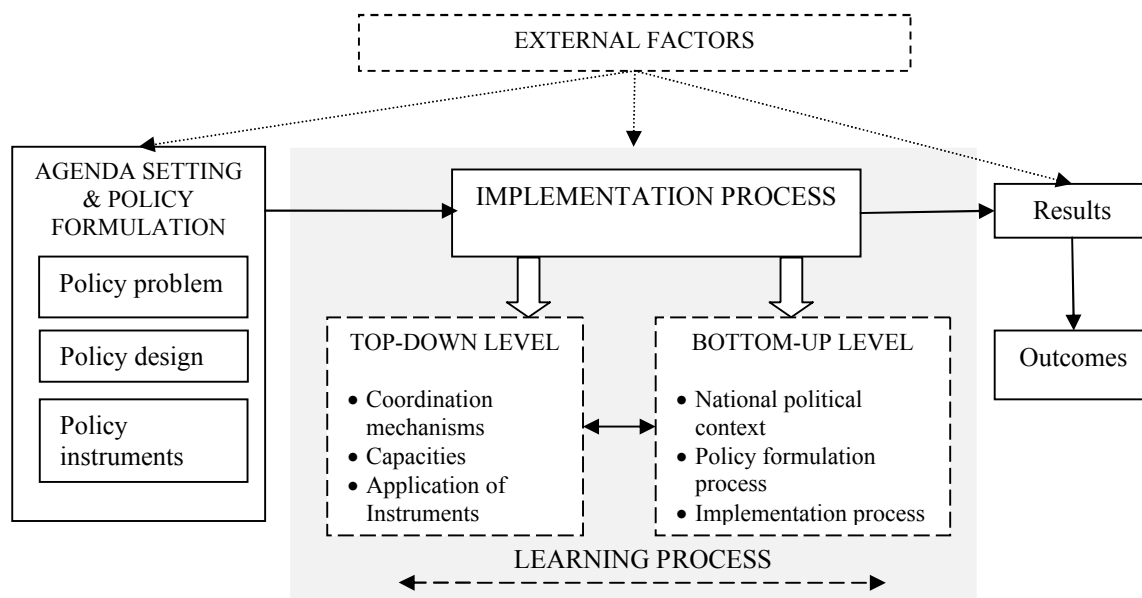 EXTERNAL FACTORS
AGENDA SETTING
& POLICY
FORMULATION
Policy problem
Policy design
Policy
instruments
IMPLEMENTATION PROCESS
TOP-DOWN LEVEL
• Coordination
mechanisms
• Capacities
• Application of
Instruments
BOTTOM-UP LEVEL
• National political
context
• Policy formulation
process
• Implementation process
LEARNING PROCESS
Results
Outcomes